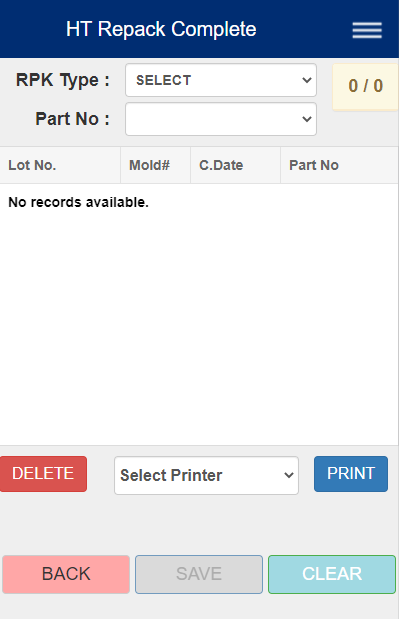 HT Repack Complete
RPK Type : SELECT 0 / 0
Part No :
Lot No. Mold# C.Date Part No
No records available.
DELETE Select Printer PRINT
BACK SAVE CLEAR